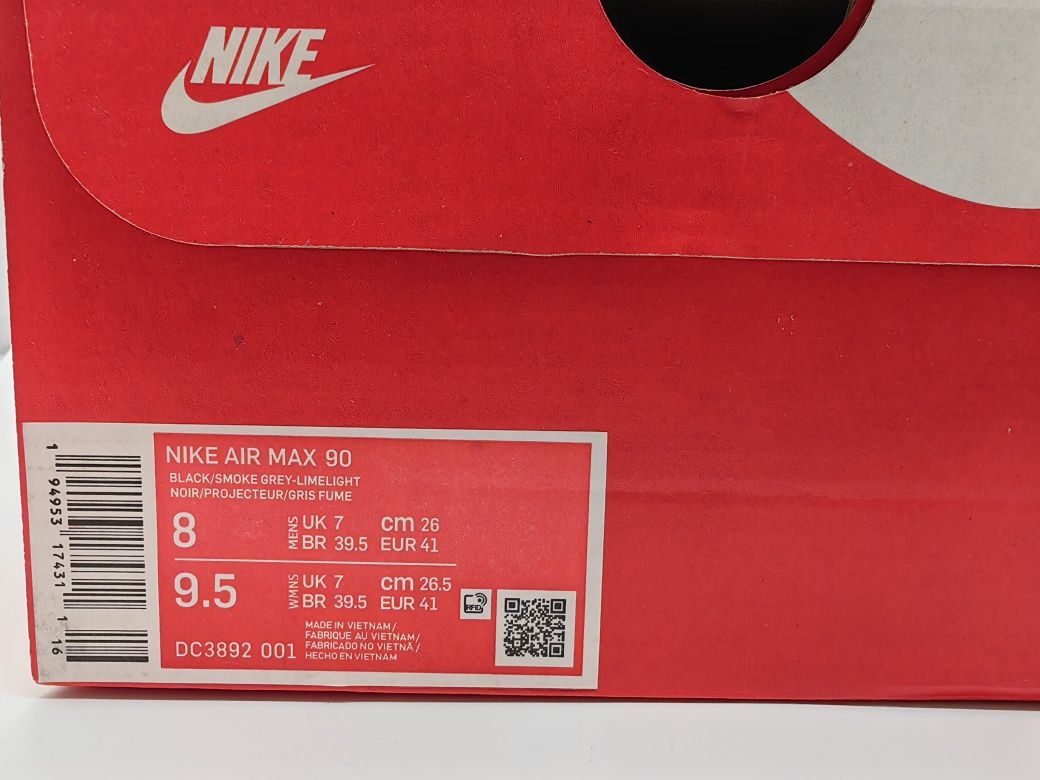 NIKE
NIKE AIR MAX 90
BLACK/SMOKE GREY-LIMELIGHT
NOIR/PROJECTEUR/GRIS FUME
8 MENS UK 7 cm 26
BR 39.5 EUR 41
9.5 WMNS UK 7 cm 26.5
BR 39.5 EUR 41
RFID
MADE IN VIETNAM/
FABRIQUE AU VIETNAM/
FABRICADO NO VIETNÃ/
HECHO EN VIETNAM
DC3892 001
1 94953 17431 1 16